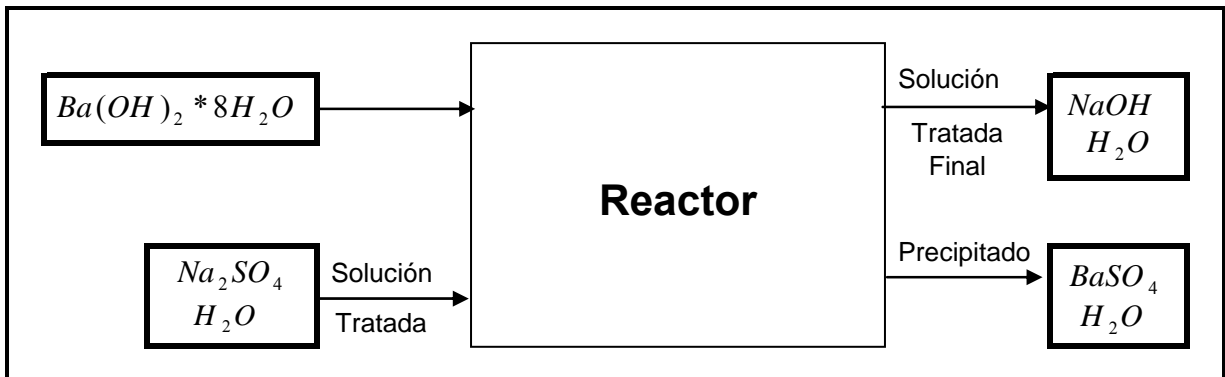 Ba(OH)₂ * 8H₂O
Na₂SO₄
H₂O
Solución
Tratada
Reactor
Solución
Tratada
Final
NaOH
H₂O
Precipitado
BaSO₄
H₂O